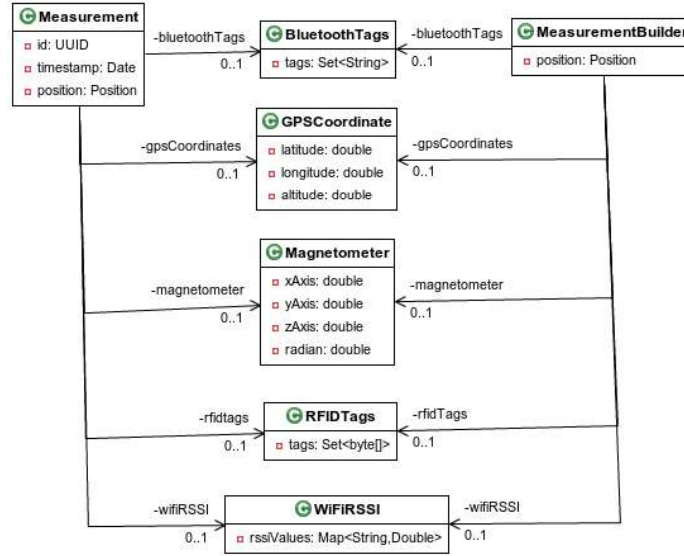 Measurement
id: UUID
timestamp: Date
position: Position
-bluetoothTags
0..1
BluetoothTags
tags: Set<String>
-bluetoothTags
0..1
MeasurementBuilder
position: Position
-gpsCoordinates
0..1
GPSCoordinate
latitude: double
longitude: double
altitude: double
-gpsCoordinates
0..1
-magnetometer
0..1
Magnetometer
xAxis: double
yAxis: double
zAxis: double
radian: double
-magnetometer
0..1
-rfidtags
0..1
RFIDTags
tags: Set<byte[]>
-rfidTags
0..1
-wifiRSSI
0..1
WiFiRSSI
rssiValues: Map<String,Double>
-wifiRSSI
0..1